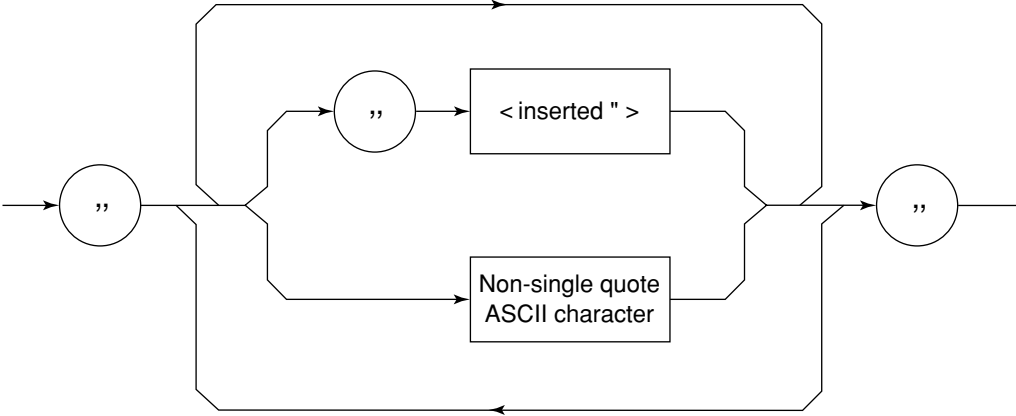 ,,
< inserted " >
,,
,,
Non-single quote
ASCII character